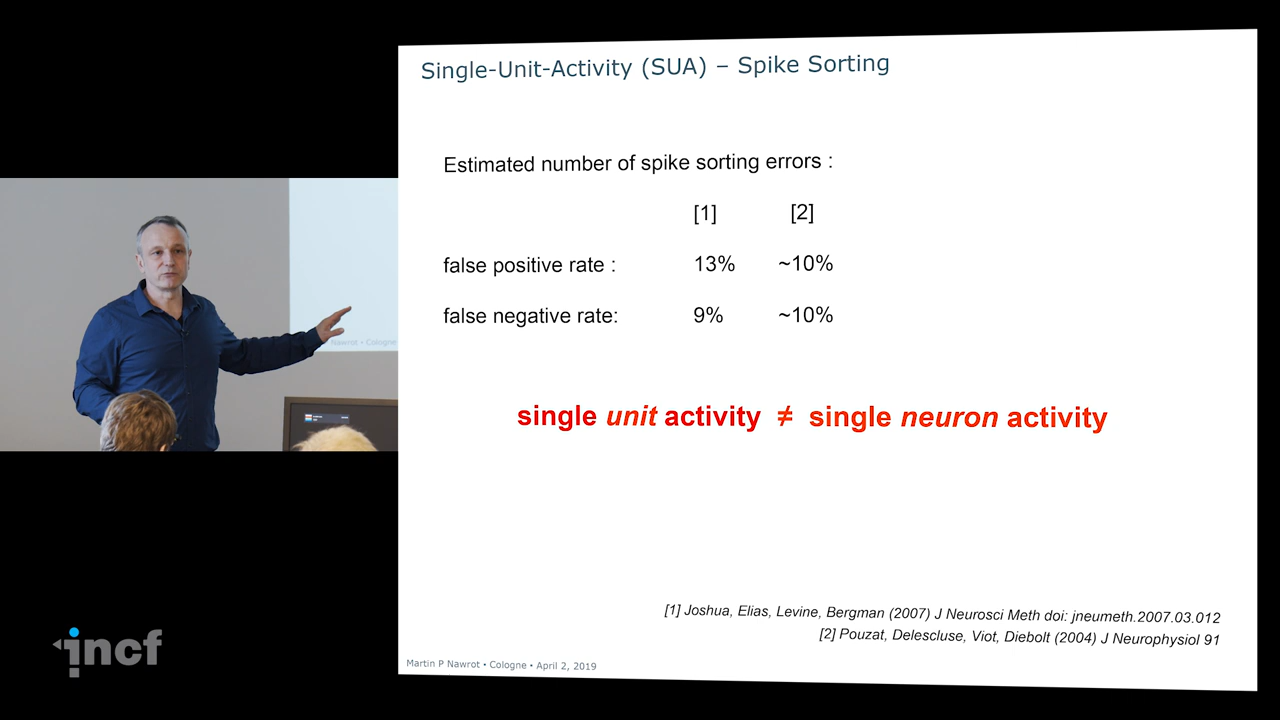 Single-Unit-Activity (SUA) – Spike Sorting
Estimated number of spike sorting errors :
[1] [2]
false positive rate : 13% ~10%
false negative rate: 9% ~10%
single unit activity ≠ single neuron activity
[1] Joshua, Elias, Levine, Bergman (2007) J Neurosci Meth doi: jneumeth.2007.03.012
[2] Pouzat, Delescluse, Viot, Diebolt (2004) J Neurophysiol 91
Martin P Nawrot • Cologne • April 2, 2019
Nawrot • Cologne
incf